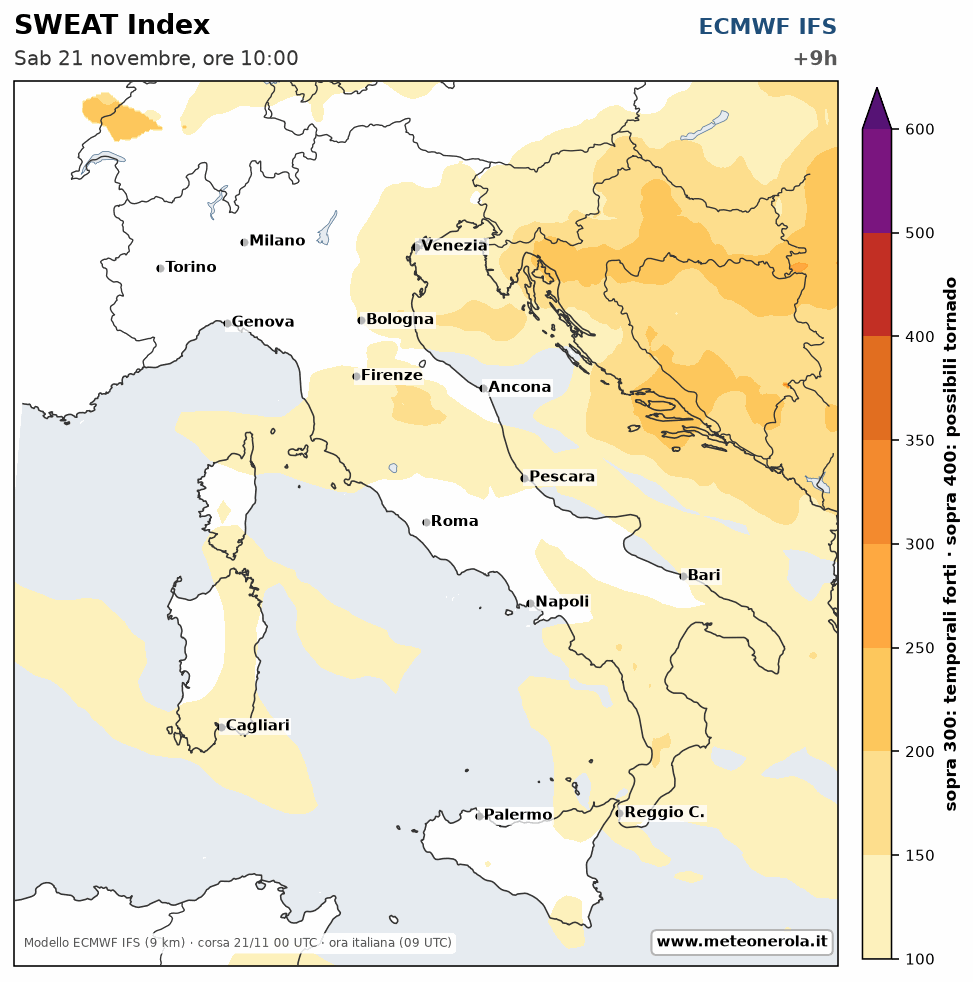 SWEAT Index
ECMWF IFS
Sab 21 novembre, ore 10:00
+9h
600
500
400
350
300
250
200
150
100
sopra 300: temporali forti · sopra 400: possibili tornado
Milano
Venezia
Torino
Genova
Bologna
Firenze
Ancona
Pescara
Roma
Bari
Napoli
Cagliari
Palermo
Reggio C.
Modello ECMWF IFS (9 km) · corsa 21/11 00 UTC · ora italiana (09 UTC)
www.meteonerola.it